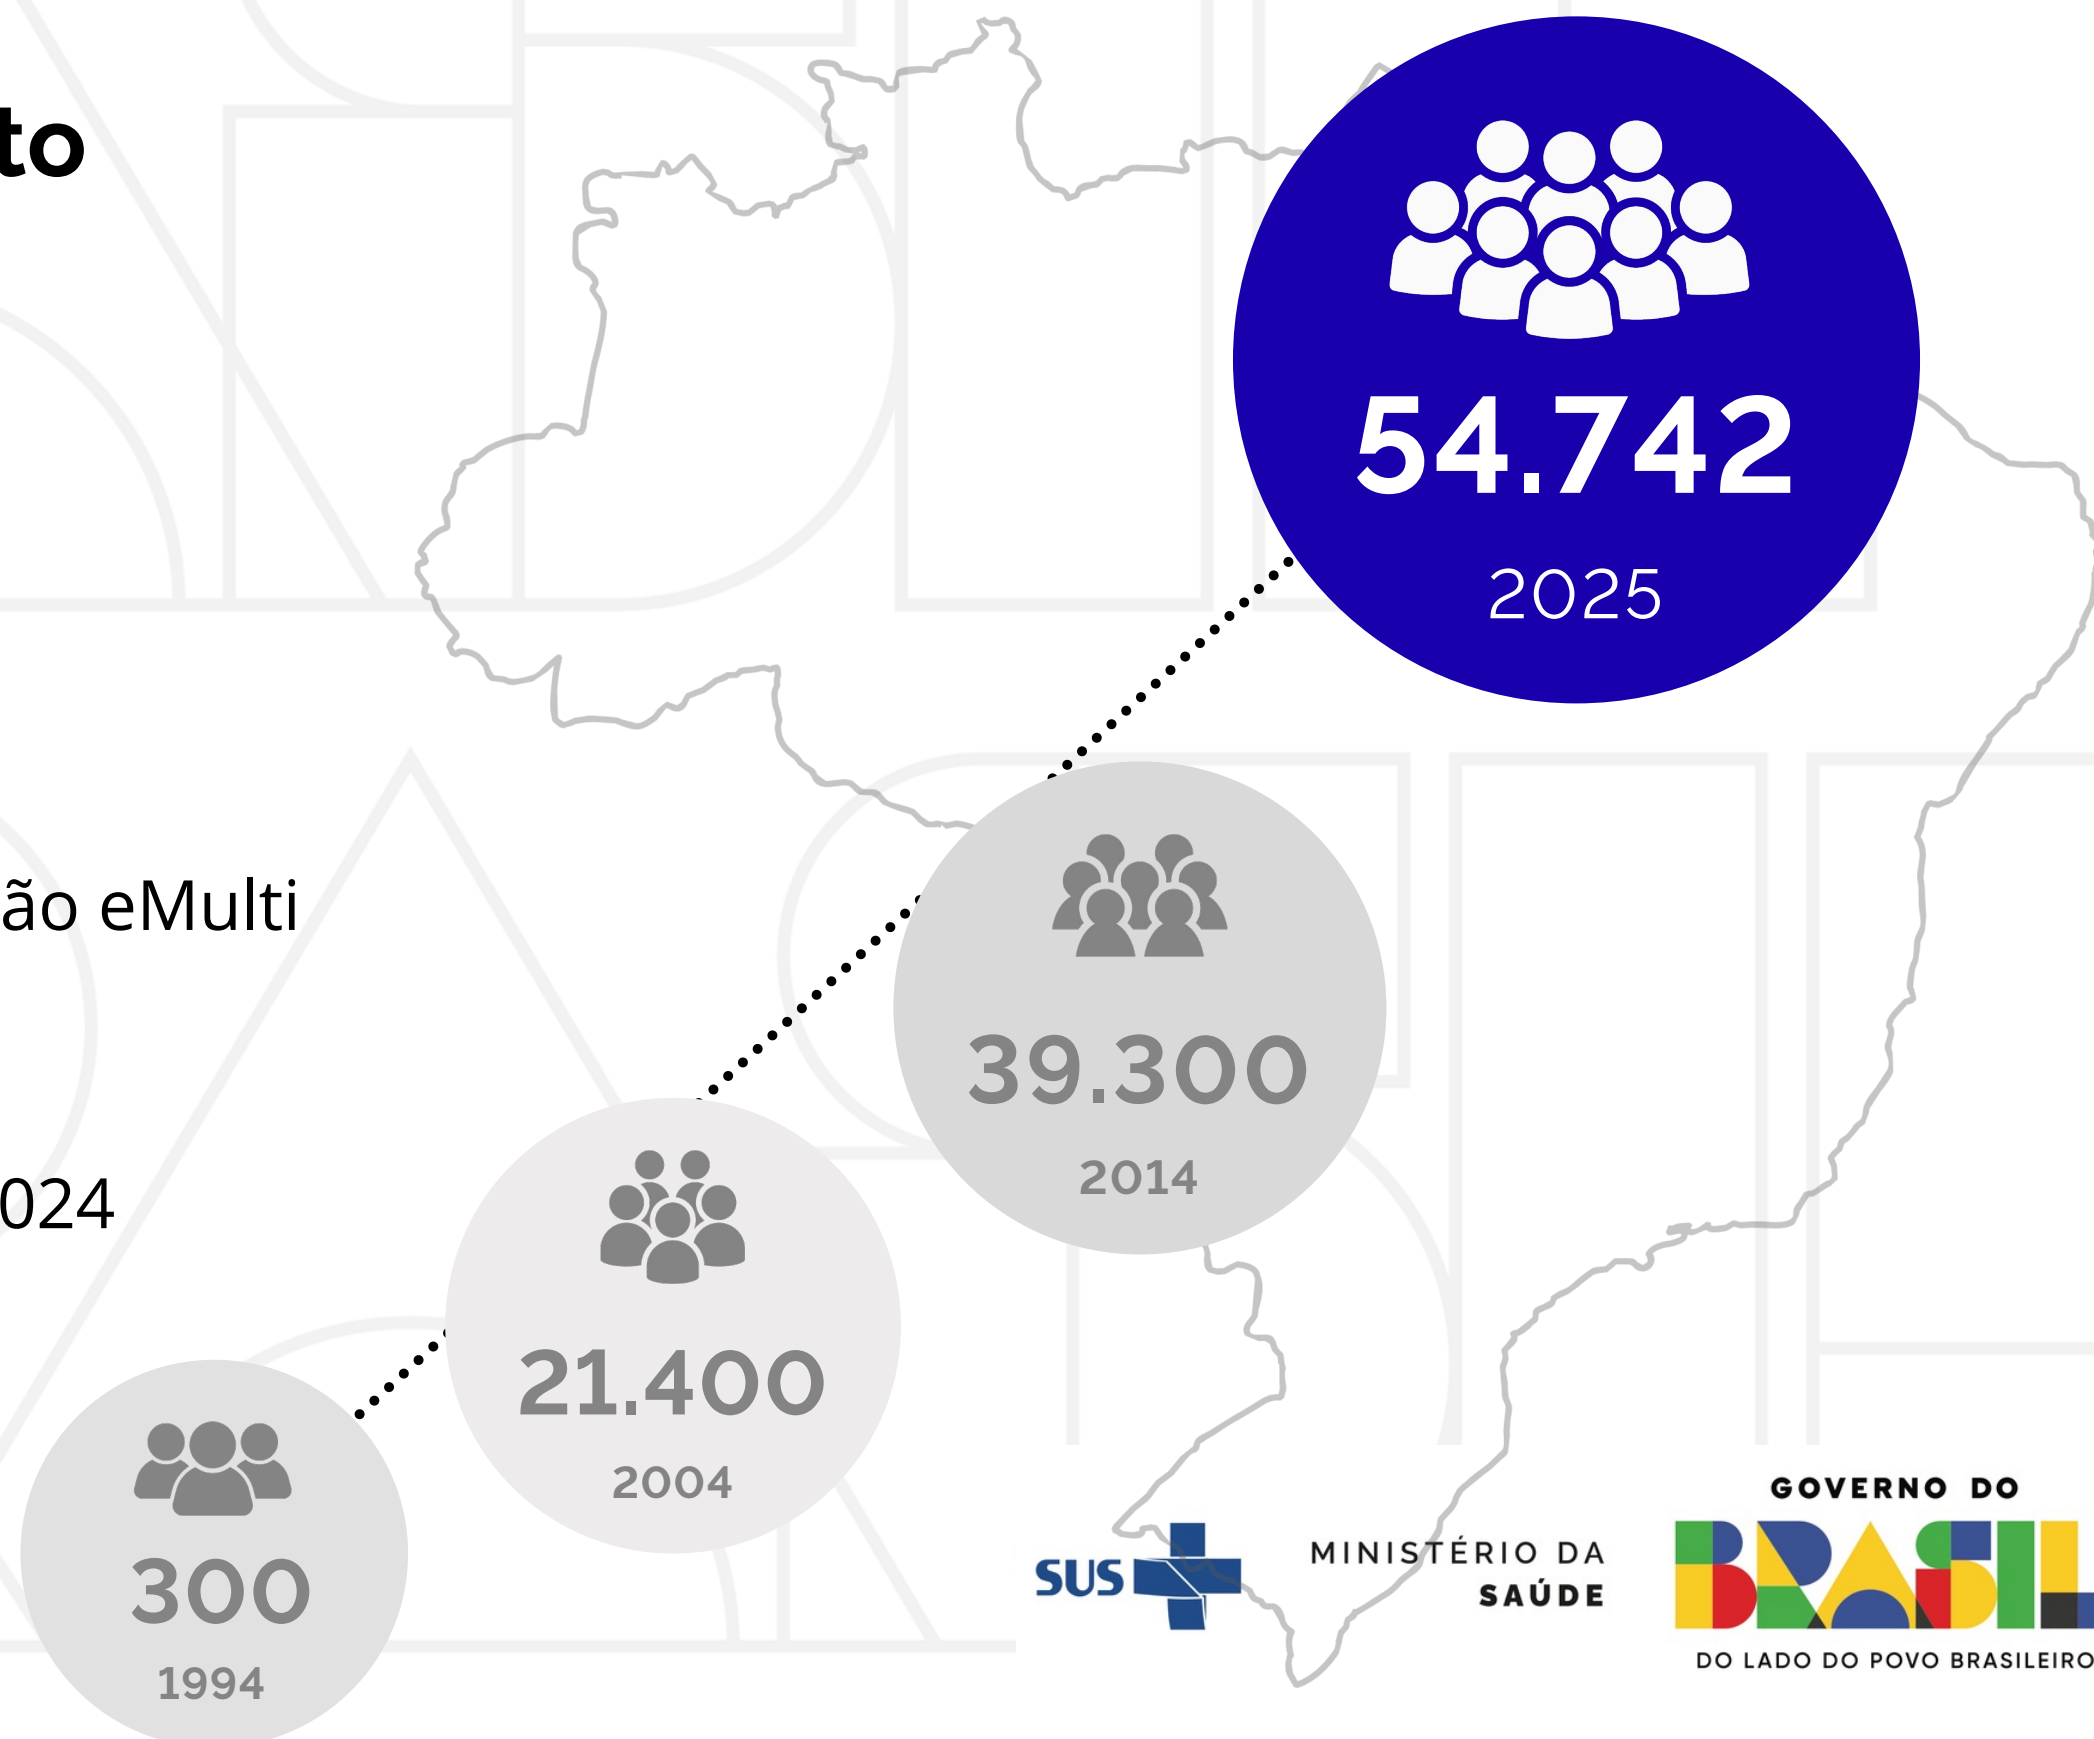 to
ão eMulti
024
54.742
2025
39.300
2014
21.400
2004
300
1994
SUS
MINISTÉRIO DA
SAÚDE
GOVERNO DO
BRASIL
DO LADO DO POVO BRASILEIRO